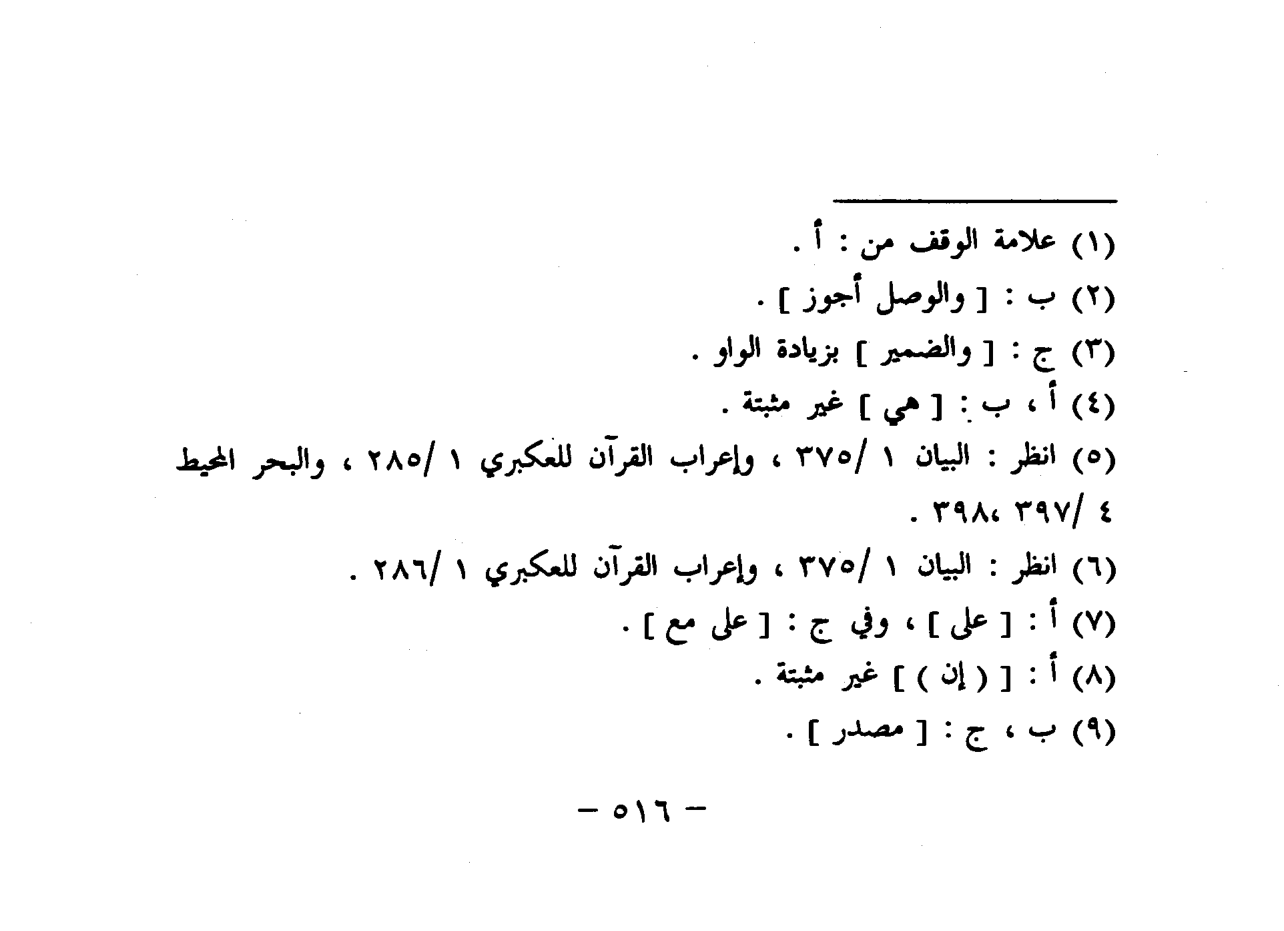 (١) علامة الوقف من : أ .
(٢) ب : [ والوصل أجوز ] .
(٣) ج : [ والضمير ] بزيادة الواو .
(٤) أ ، ب : [ هي ] غير مثبتة .
(٥) انظر : البيان ١ /٣٧٥ ، وإعراب القرآن للعكبري ١ /٢٨٥ ، والبحر المحيط
٤ /٣٩٧ ،٣٩٨ .
(٦) انظر : البيان ١ /٣٧٥ ، وإعراب القرآن للعكبري ١ /٢٨٦ .
(٧) أ : [ على ] ، وفي ج : [ على مع ] .
(٨) أ : [ ( إن ) ] غير مثبتة .
(٩) ب ، ج : [ مصدر ] .
– ٥١٦ –